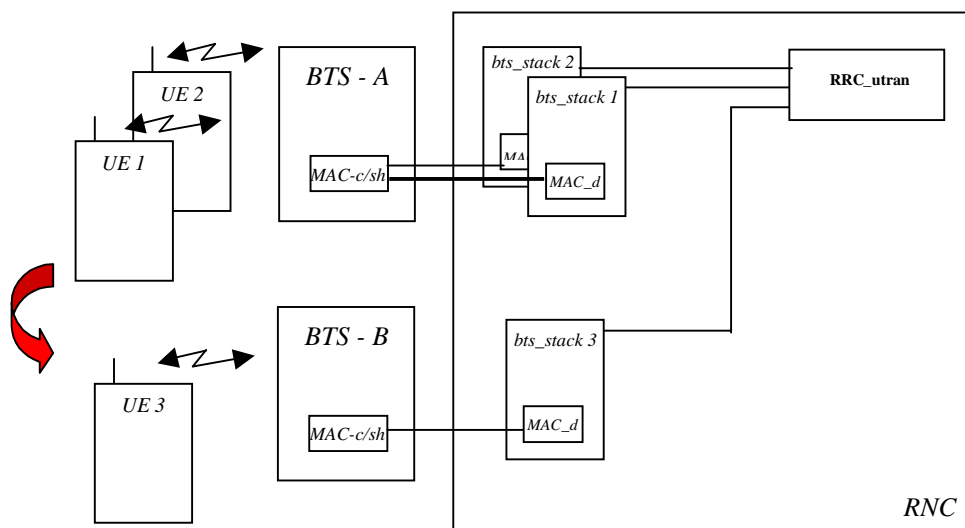 BTS - A
bts_stack 2
RRC_utran
UE 2
bts_stack 1
UE 1
MAC-c/sh
MAC_d
BTS - B
bts_stack 3
UE 3
MAC-c/sh
MAC_d
RNC